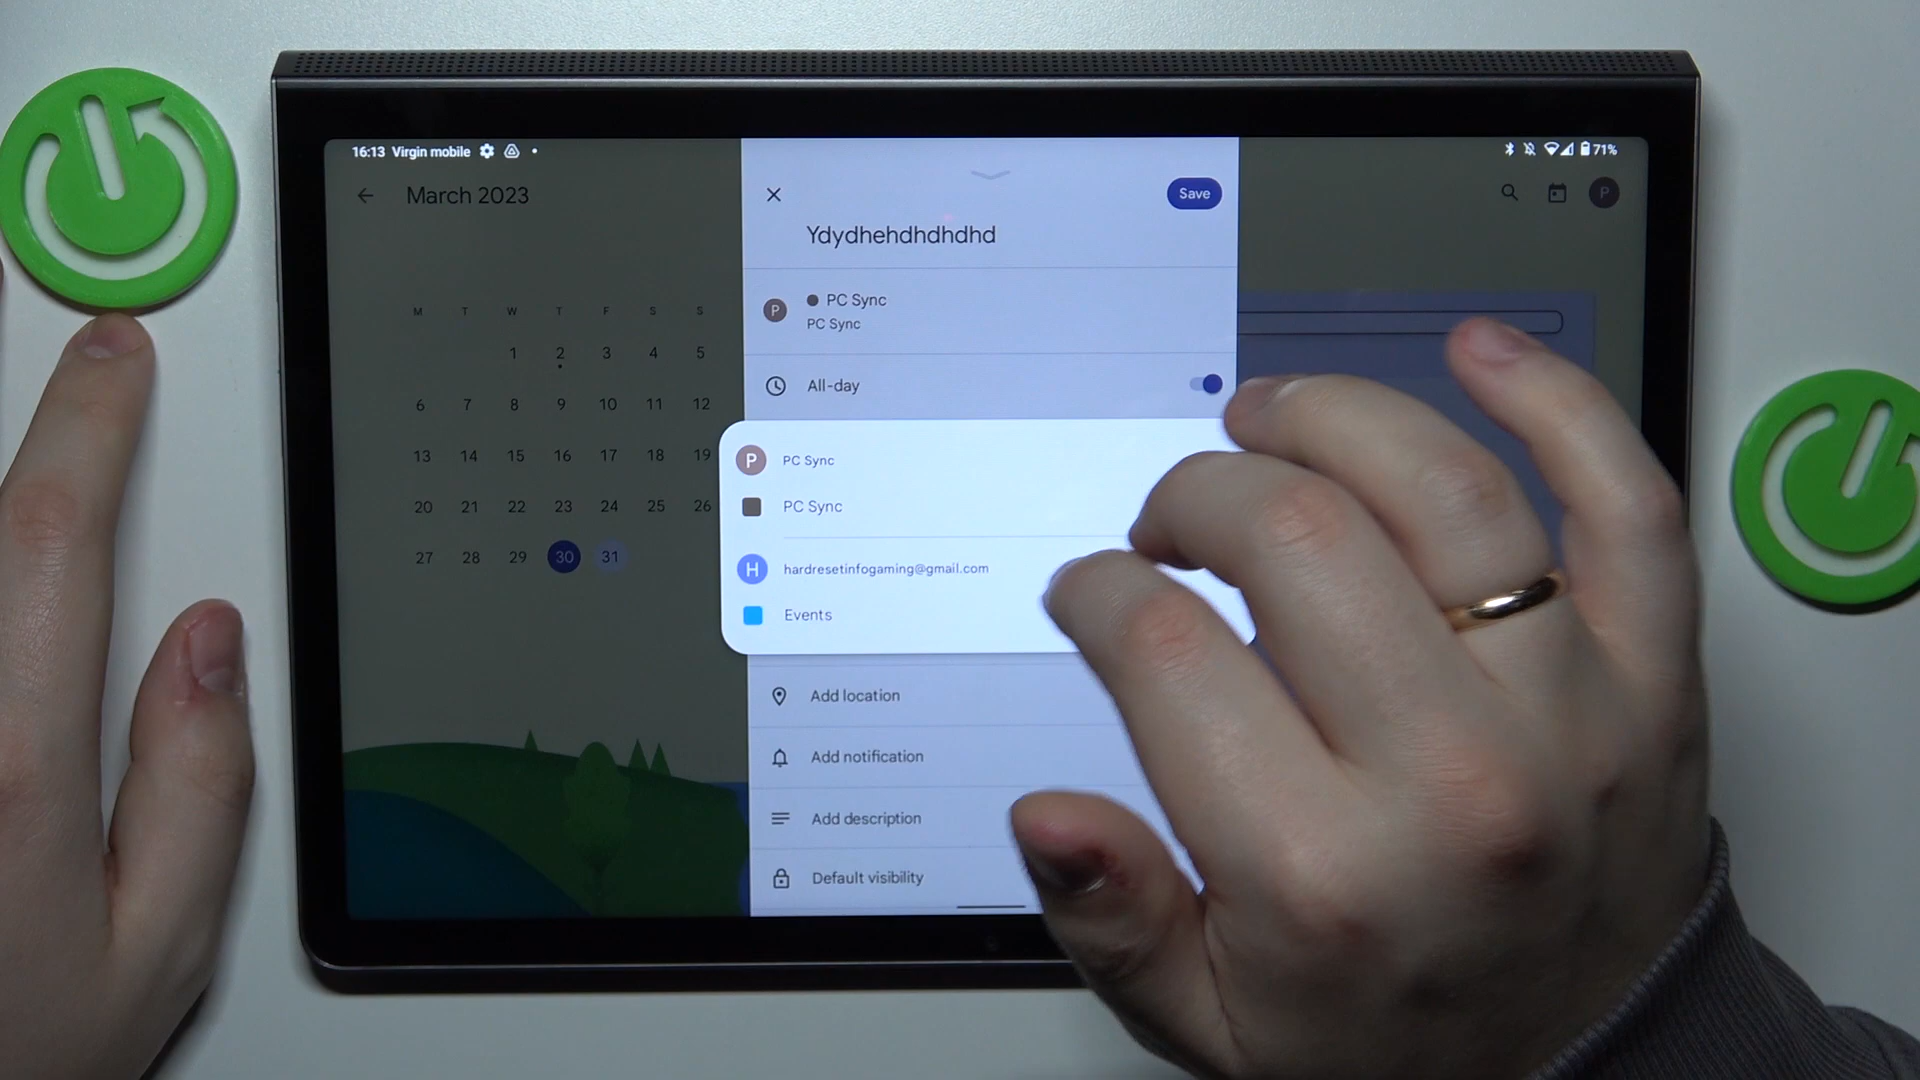 16:13 Virgin mobile
71%
March 2023
P
Save
Ydydhehdhdhdhd
M T W T F S S
1 2 3 4 5
6 7 8 9 10 11 12
13 14 15 16 17 18 19
20 21 22 23 24 25 26
27 28 29 30 31
P PC Sync
PC Sync
All-day
P PC Sync
PC Sync
H hardresetinfogaming@gmail.com
Events
Add location
Add notification
Add description
Default visibility